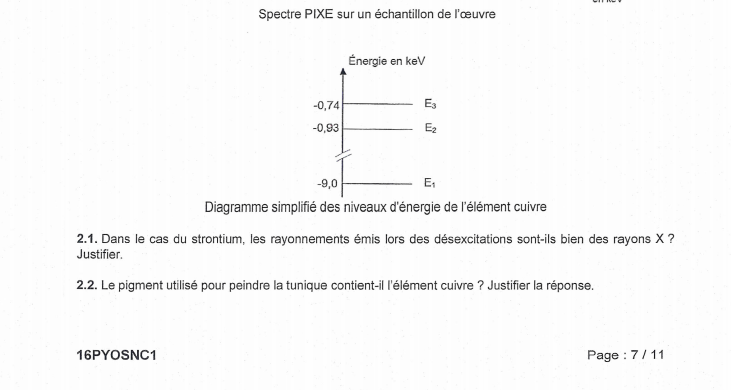 en keV
Spectre PIXE sur un échantillon de l'œuvre
Énergie en keV
-0,74 E₃
-0,93 E₂
-9,0 E₁
Diagramme simplifié des niveaux d'énergie de l'élément cuivre
2.1. Dans le cas du strontium, les rayonnements émis lors des désexcitations sont-ils bien des rayons X ?
Justifier.
2.2. Le pigment utilisé pour peindre la tunique contient-il l'élément cuivre ? Justifier la réponse.
16PYOSNC1 Page : 7 / 11